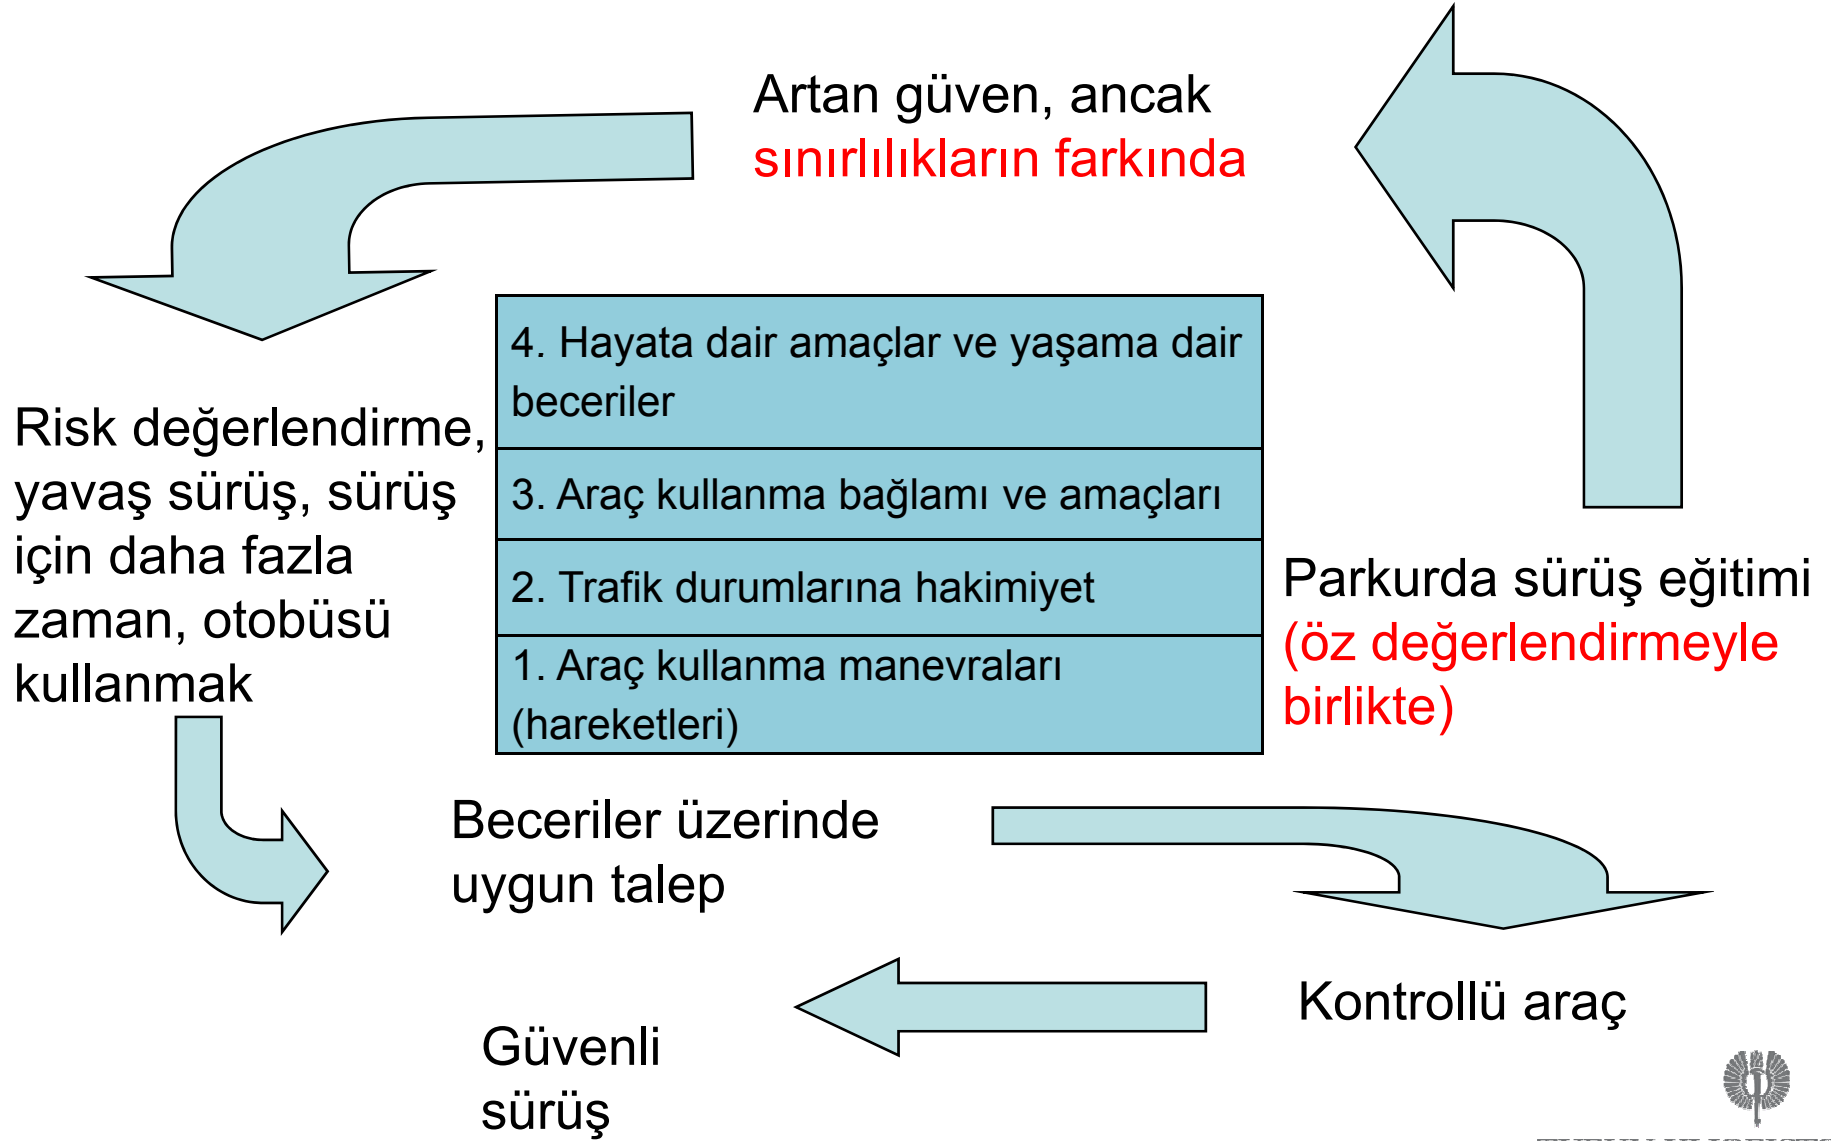 Artan güven, ancak
sınırlılıkların farkında
4. Hayata dair amaçlar ve yaşama dair
beceriler
3. Araç kullanma bağlamı ve amaçları
2. Trafik durumlarına hakimiyet
1. Araç kullanma manevraları
(hareketleri)
Risk değerlendirme,
yavaş sürüş, sürüş
için daha fazla
zaman, otobüsü
kullanmak
Parkurda sürüş eğitimi
(öz değerlendirmeyle
birlikte)
Beceriler üzerinde
uygun talep
Kontrollü araç
Güvenli
sürüş